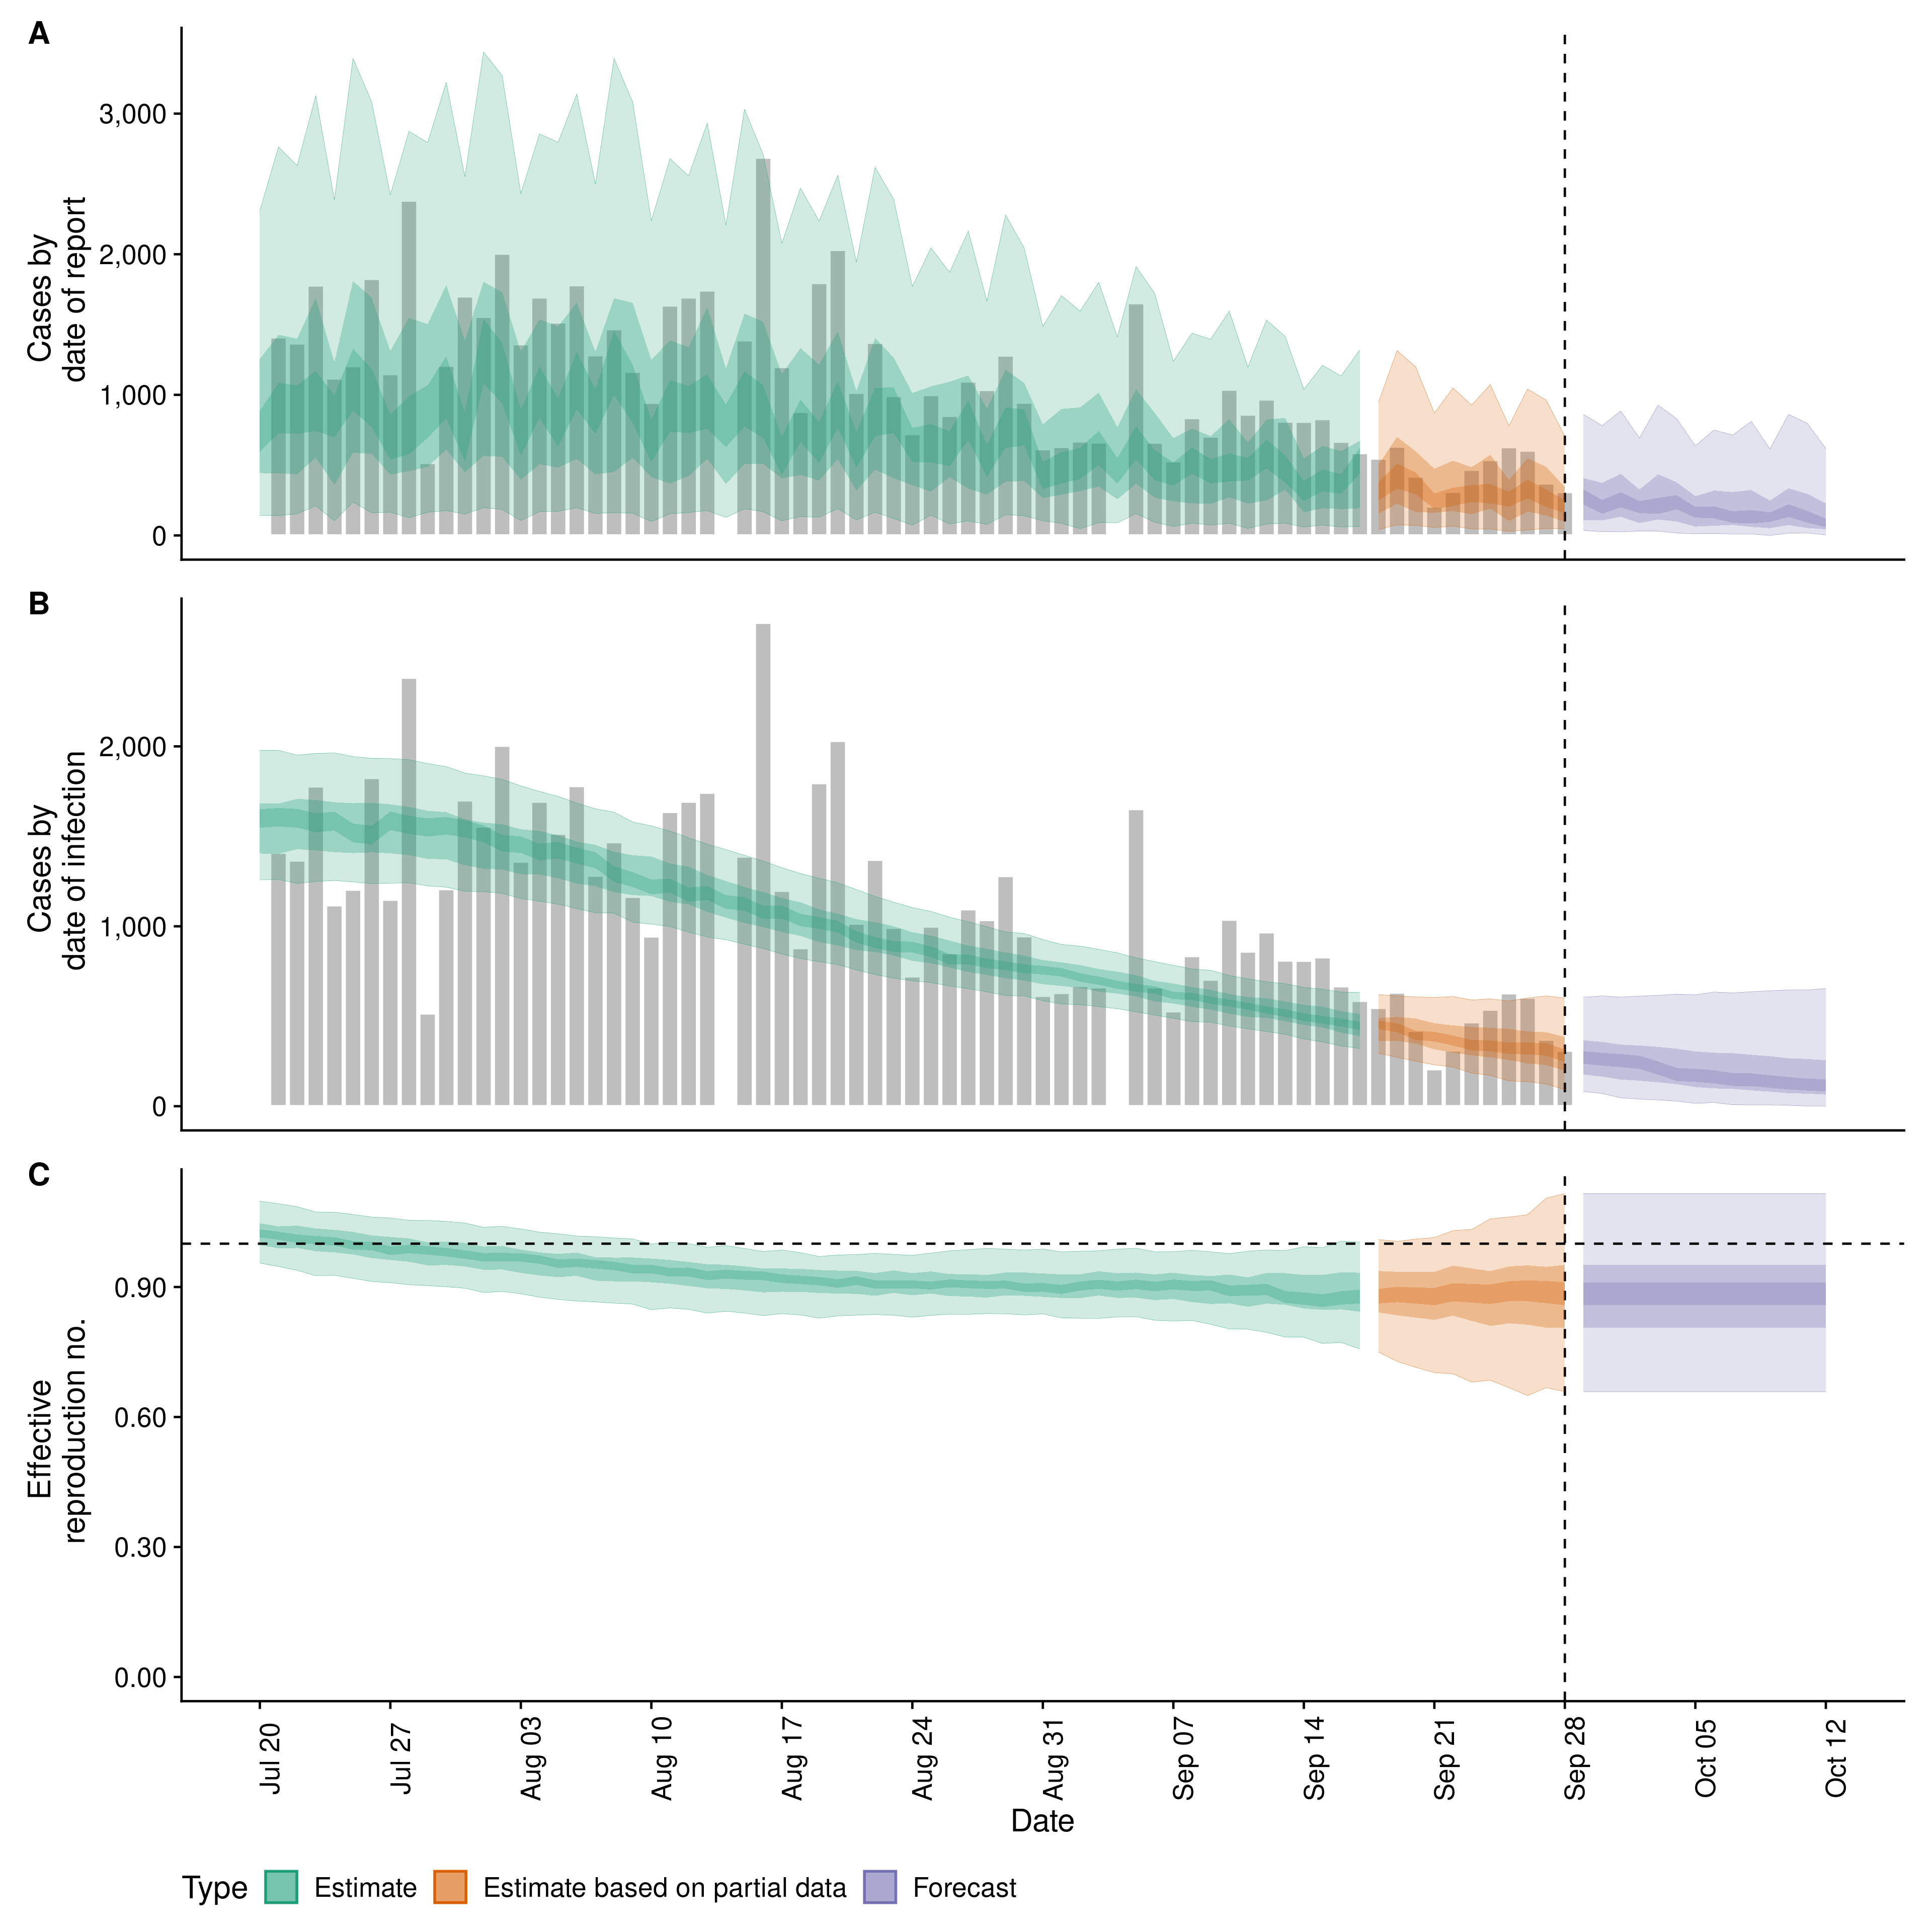 A
Cases by
date of report
3,000
2,000
1,000
0
B
Cases by
date of infection
2,000
1,000
0
C
Effective
reproduction no.
0.90
0.60
0.30
0.00
Jul 20
Jul 27
Aug 03
Aug 10
Aug 17
Aug 24
Aug 31
Sep 07
Sep 14
Sep 21
Sep 28
Oct 05
Oct 12
Date
Type Estimate Estimate based on partial data Forecast